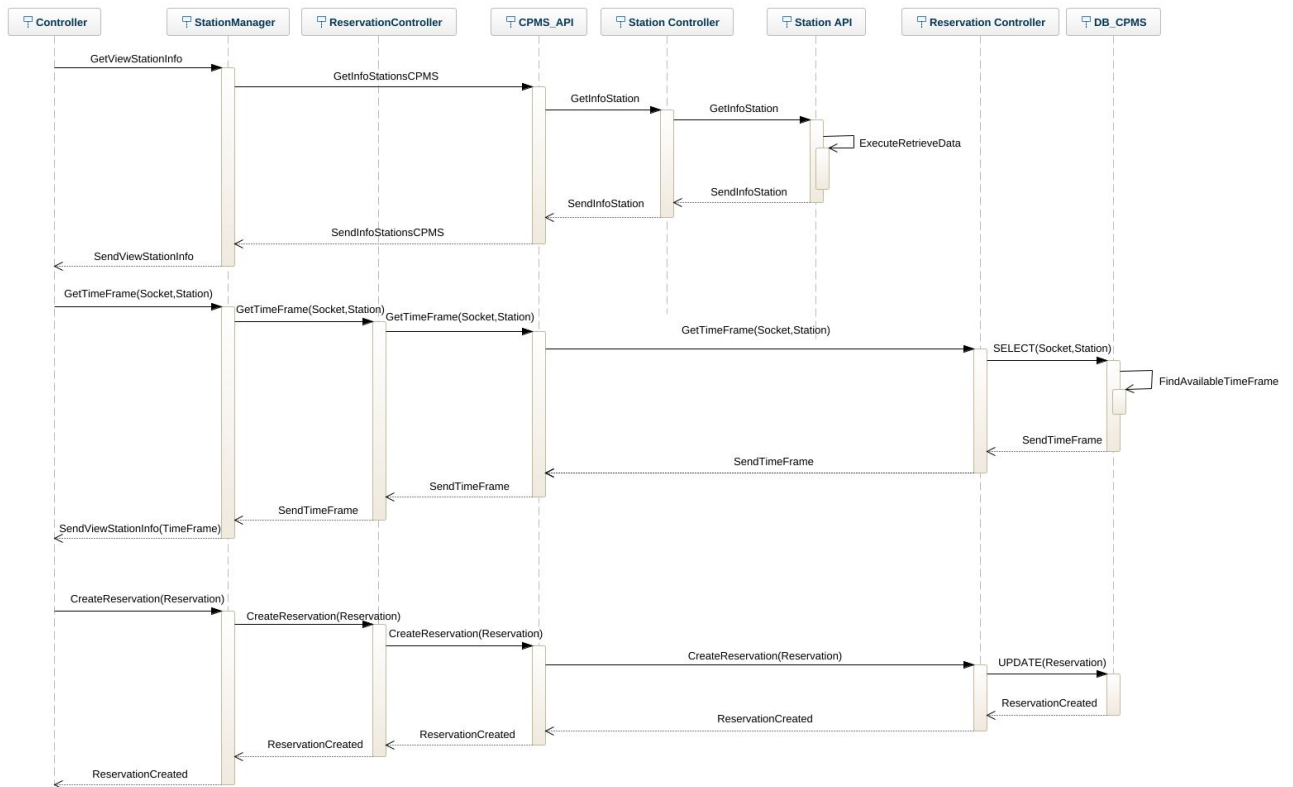 Controller
StationManager
ReservationController
CPMS_API
Station Controller
Station API
Reservation Controller
DB_CPMS
GetViewStationInfo
GetInfoStationsCPMS
GetInfoStation
GetInfoStation
ExecuteRetrieveData
SendInfoStation
SendInfoStation
SendInfoStationsCPMS
SendViewStationInfo
GetTimeFrame(Socket,Station)
GetTimeFrame(Socket,Station)
GetTimeFrame(Socket,Station)
GetTimeFrame(Socket,Station)
SELECT(Socket,Station)
FindAvailableTimeFrame
SendTimeFrame
SendTimeFrame
SendTimeFrame
SendTimeFrame
SendViewStationInfo(TimeFrame)
CreateReservation(Reservation)
CreateReservation(Reservation)
CreateReservation(Reservation)
CreateReservation(Reservation)
UPDATE(Reservation)
ReservationCreated
ReservationCreated
ReservationCreated
ReservationCreated
ReservationCreated